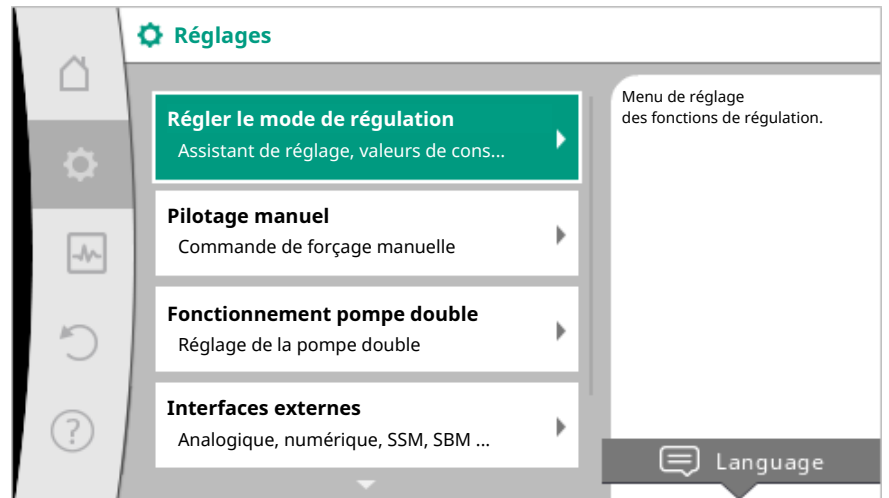 Réglages
Régler le mode de régulation
Assistant de réglage, valeurs de cons...
Pilotage manuel
Commande de forçage manuelle
Fonctionnement pompe double
Réglage de la pompe double
Interfaces externes
Analogique, numérique, SSM, SBM ...
Menu de réglage
des fonctions de régulation.
?
Language